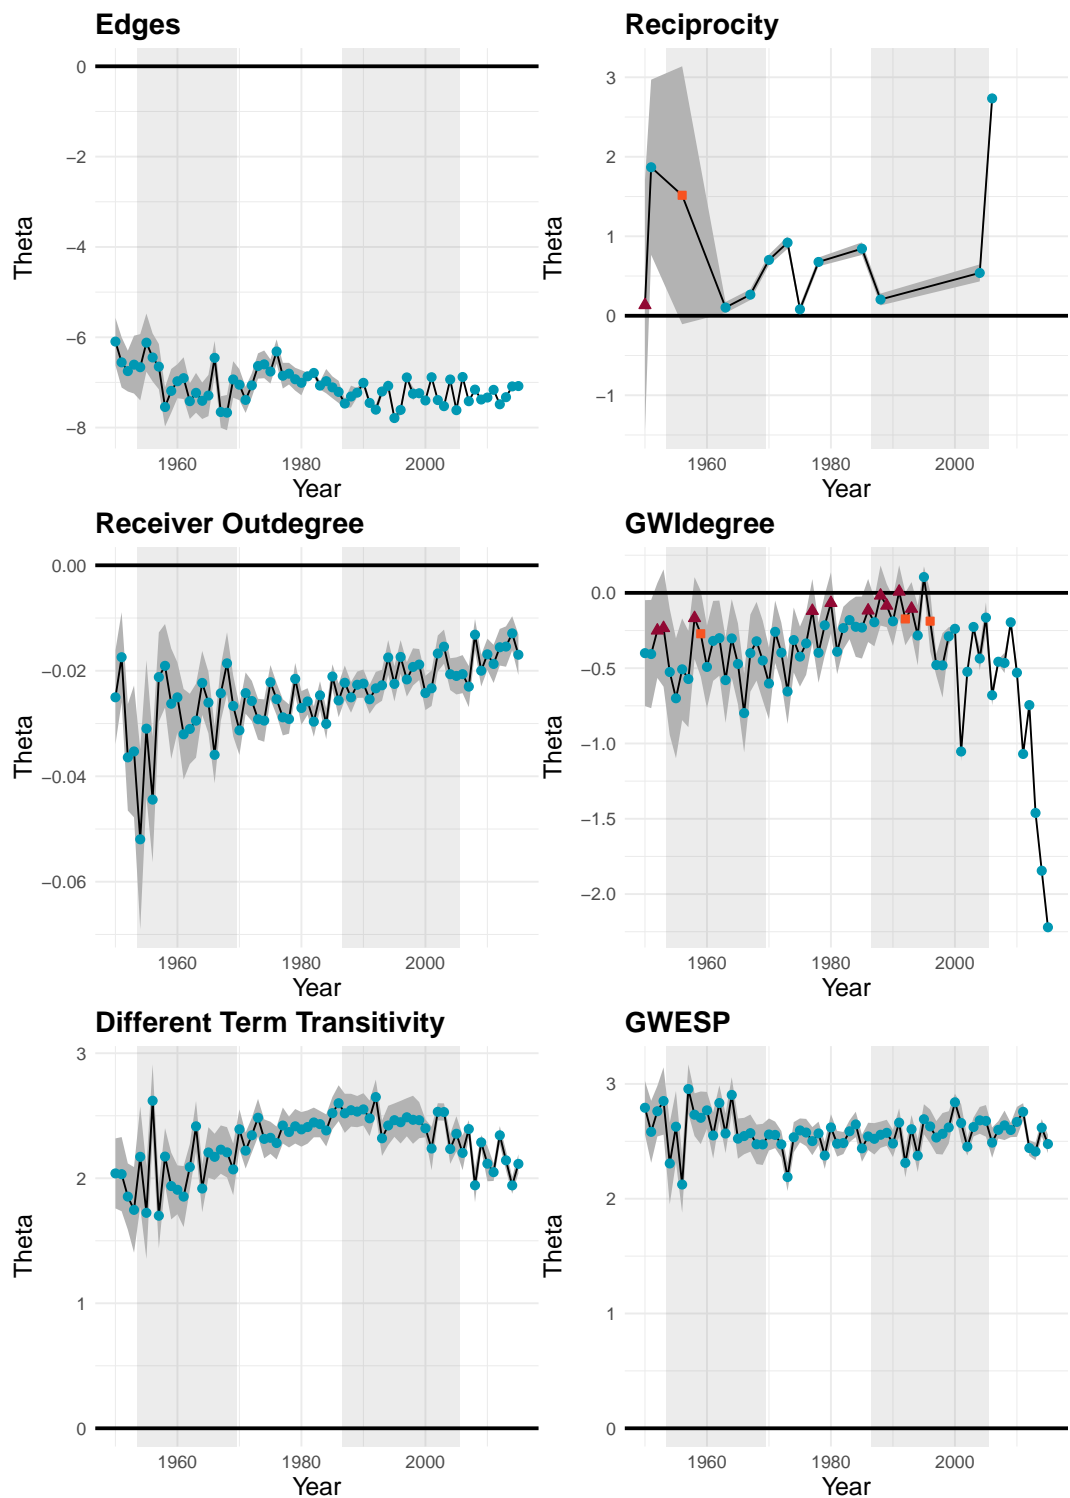 Edges
0
−2
−4
−6
−8
Theta
1960 1980 2000
Year
Reciprocity
3
2
1
0
−1
Theta
1960 1980 2000
Year
Receiver Outdegree
0.00
−0.02
−0.04
−0.06
Theta
1960 1980 2000
Year
GWIdegree
0.0
−0.5
−1.0
−1.5
−2.0
Theta
1960 1980 2000
Year
Different Term Transitivity
3
2
1
0
Theta
1960 1980 2000
Year
GWESP
3
2
1
0
Theta
1960 1980 2000
Year